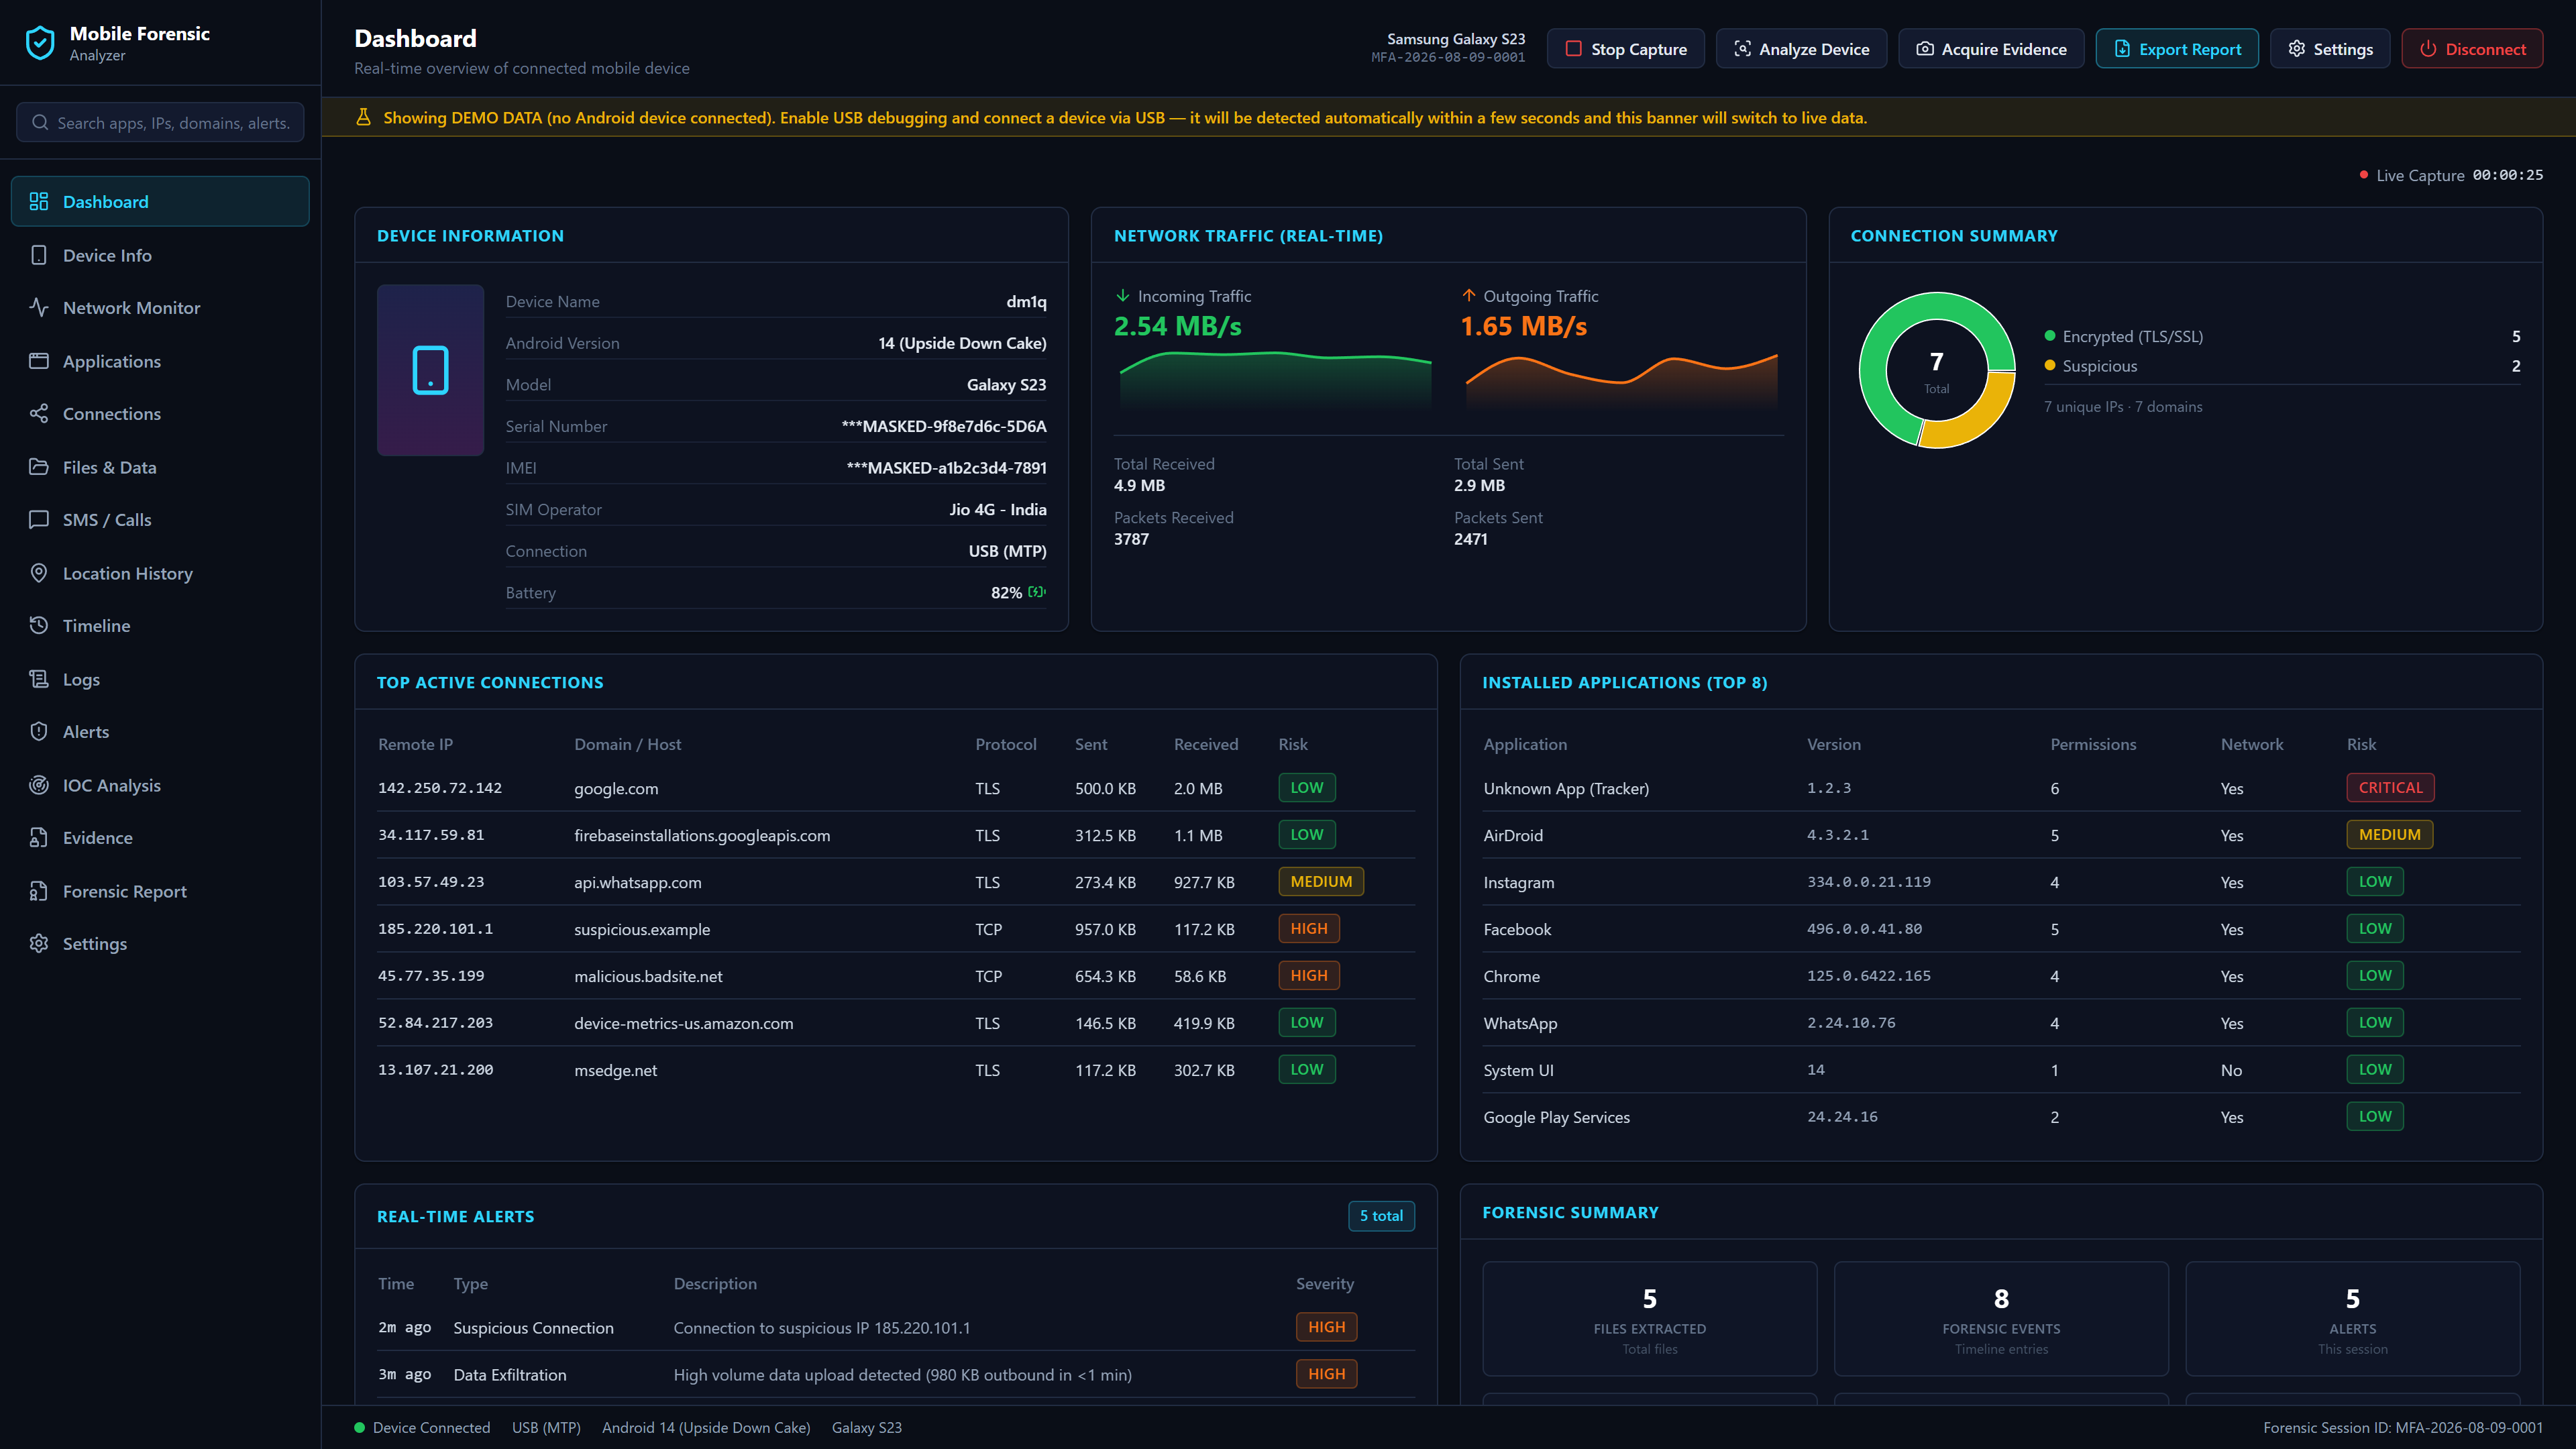 Mobile Forensic
Analyzer
Search apps, IPs, domains, alerts.
Dashboard
Device Info
Network Monitor
Applications
Connections
Files & Data
SMS / Calls
Location History
Timeline
Logs
Alerts
IOC Analysis
Evidence
Forensic Report
Settings
Dashboard
Real-time overview of connected mobile device
Samsung Galaxy S23
MFA-2026-08-09-0001
Stop Capture
Analyze Device
Acquire Evidence
Export Report
Settings
Disconnect
Showing DEMO DATA (no Android device connected). Enable USB debugging and connect a device via USB — it will be detected automatically within a few seconds and this banner will switch to live data.
Live Capture 00:00:25
DEVICE INFORMATION
Device Name dm1q
Android Version 14 (Upside Down Cake)
Model Galaxy S23
Serial Number ***MASKED-9f8e7d6c-5D6A
IMEI ***MASKED-a1b2c3d4-7891
SIM Operator Jio 4G - India
Connection USB (MTP)
Battery 82%
NETWORK TRAFFIC (REAL-TIME)
Incoming Traffic
2.54 MB/s
Outgoing Traffic
1.65 MB/s
Total Received
4.9 MB
Total Sent
2.9 MB
Packets Received
3787
Packets Sent
2471
CONNECTION SUMMARY
7
Total
Encrypted (TLS/SSL) 5
Suspicious 2
7 unique IPs · 7 domains
TOP ACTIVE CONNECTIONS
Remote IP Domain / Host Protocol Sent Received Risk
142.250.72.142 google.com TLS 500.0 KB 2.0 MB LOW
34.117.59.81 firebaseinstallations.googleapis.com TLS 312.5 KB 1.1 MB LOW
103.57.49.23 api.whatsapp.com TLS 273.4 KB 927.7 KB MEDIUM
185.220.101.1 suspicious.example TCP 957.0 KB 117.2 KB HIGH
45.77.35.199 malicious.badsite.net TCP 654.3 KB 58.6 KB HIGH
52.84.217.203 device-metrics-us.amazon.com TLS 146.5 KB 419.9 KB LOW
13.107.21.200 msedge.net TLS 117.2 KB 302.7 KB LOW
INSTALLED APPLICATIONS (TOP 8)
Application Version Permissions Network Risk
Unknown App (Tracker) 1.2.3 6 Yes CRITICAL
AirDroid 4.3.2.1 5 Yes MEDIUM
Instagram 334.0.0.21.119 4 Yes LOW
Facebook 496.0.0.41.80 5 Yes LOW
Chrome 125.0.6422.165 4 Yes LOW
WhatsApp 2.24.10.76 4 Yes LOW
System UI 14 1 No LOW
Google Play Services 24.24.16 2 Yes LOW
REAL-TIME ALERTS
5 total
Time Type Description Severity
2m ago Suspicious Connection Connection to suspicious IP 185.220.101.1 HIGH
3m ago Data Exfiltration High volume data upload detected (980 KB outbound in <1 min) HIGH
FORENSIC SUMMARY
5
FILES EXTRACTED
Total files
8
FORENSIC EVENTS
Timeline entries
5
ALERTS
This session
Device Connected USB (MTP) Android 14 (Upside Down Cake) Galaxy S23
Forensic Session ID: MFA-2026-08-09-0001